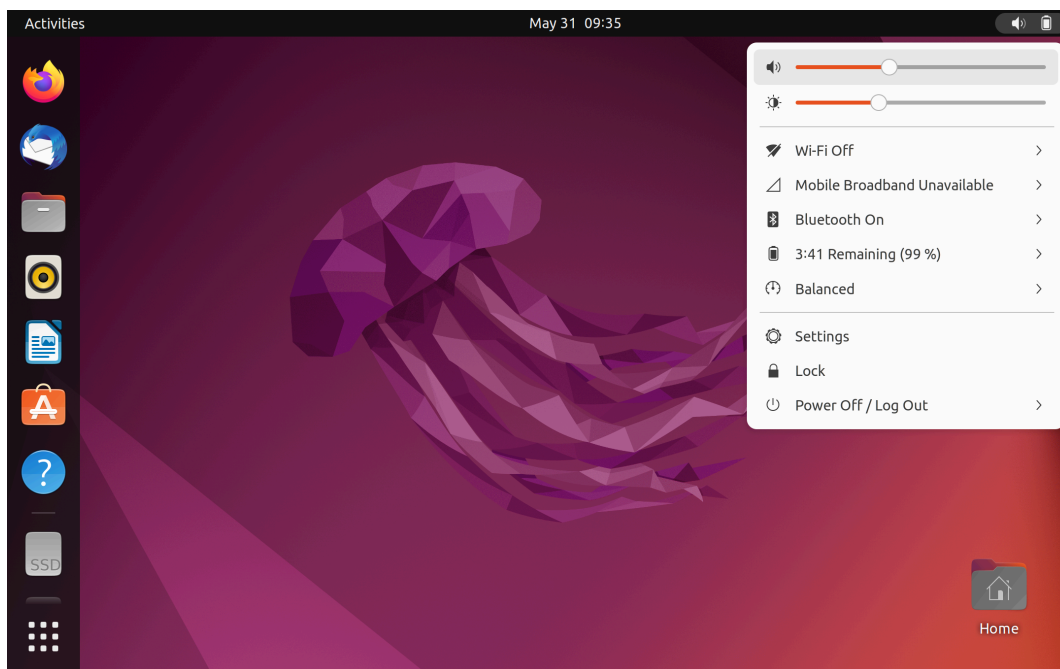 Activities
May 31 09:35
Wi-Fi Off
Mobile Broadband Unavailable
Bluetooth On
3:41 Remaining (99 %)
Balanced
Settings
Lock
Power Off / Log Out
?
SSD
Home